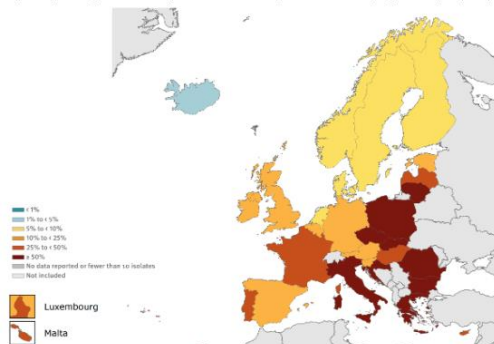 < 1%
1% to < 5%
5% to < 10%
10% to < 25%
25% to < 50%
≥ 50%
No data reported or fewer than 10 isolates
Not included
Luxembourg
Malta